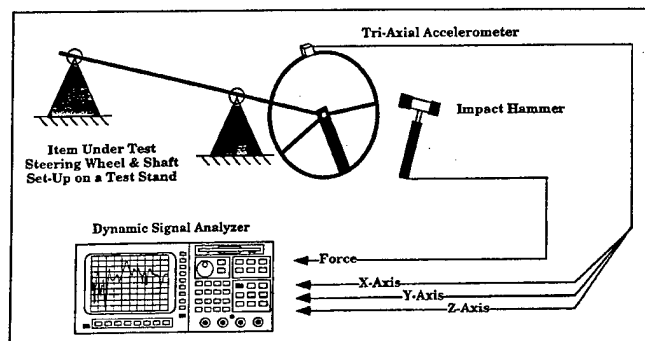 Tri-Axial Accelerometer
Impact Hammer
Item Under Test
Steering Wheel & Shaft
Set-Up on a Test Stand
Dynamic Signal Analyzer
Force
X-Axis
Y-Axis
Z-Axis